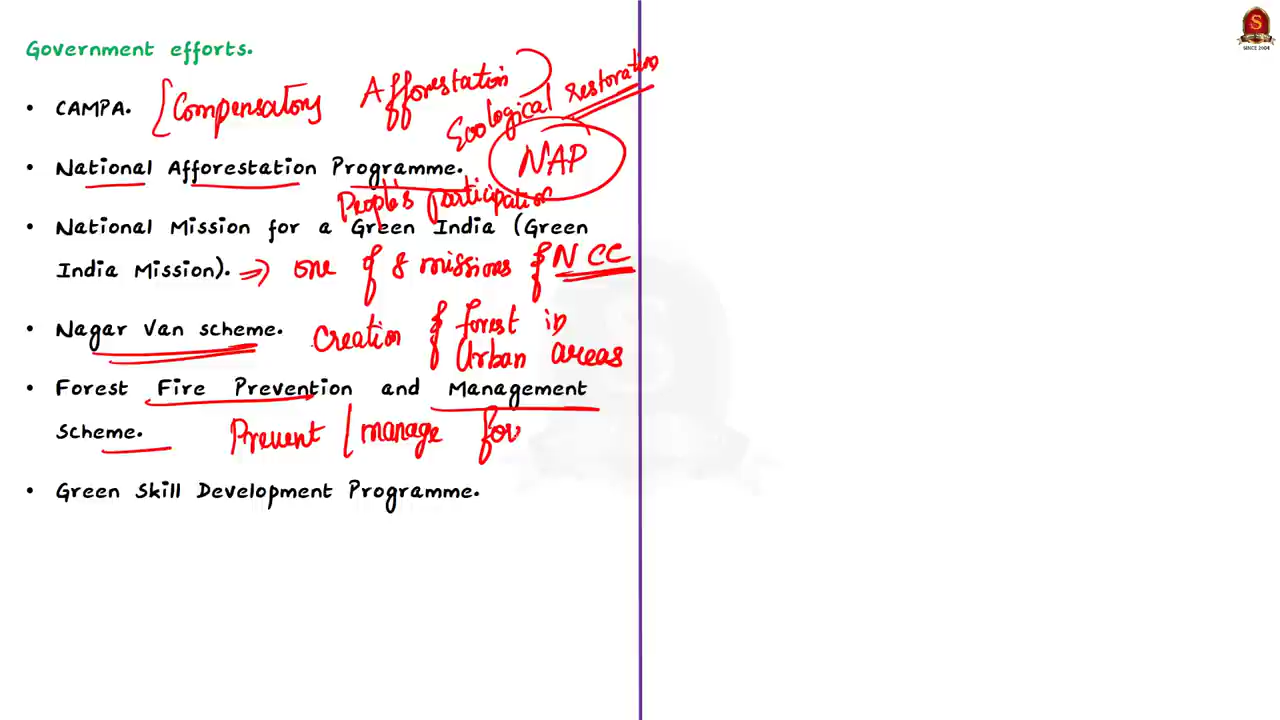 Government efforts.
• CAMPA. [Compensatory Afforestation)
Ecological restoration
• National Afforestation Programme. NAP
People's participation
• National Mission for a Green India (Green
India Mission). => one of 8 missions of NCC
• Nagar Van scheme. Creation of forest in
Urban areas
• Forest Fire Prevention and Management
scheme. Prevent / manage for
• Green Skill Development Programme.
S
SINCE 2004